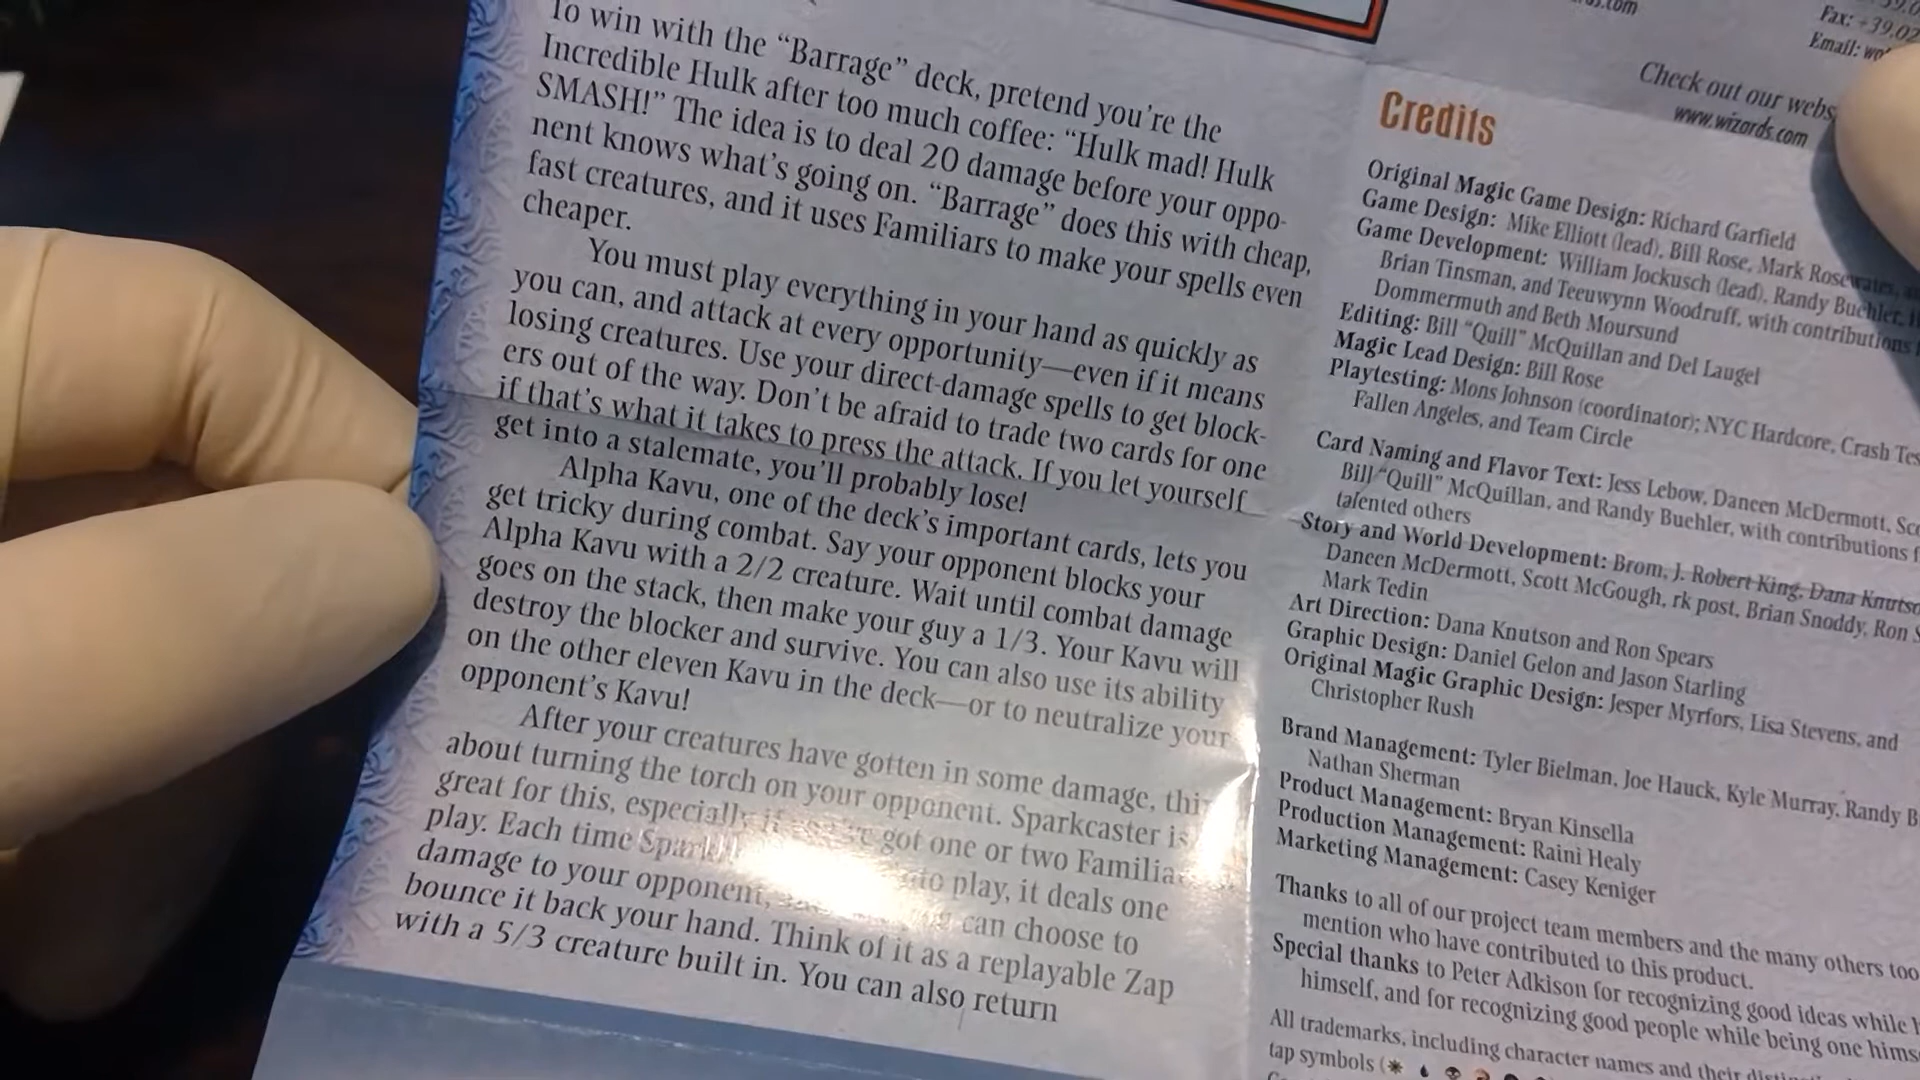 To win with the “Barrage” deck, pretend you’re the
Incredible Hulk after too much coffee: “Hulk mad! Hulk
SMASH!” The idea is to deal 20 damage before your oppo-
nent knows what’s going on. “Barrage” does this with cheap,
fast creatures, and it uses Familiars to make your spells even
cheaper.
You must play everything in your hand as quickly as
you can, and attack at every opportunity—even if it means
losing creatures. Use your direct-damage spells to get block-
ers out of the way. Don’t be afraid to trade two cards for one
if that’s what it takes to press the attack. If you let yourself
get into a stalemate, you’ll probably lose!
Alpha Kavu, one of the deck’s important cards, lets you
get tricky during combat. Say your opponent blocks your
Alpha Kavu with a 2/2 creature. Wait until combat damage
goes on the stack, then make your guy a 1/3. Your Kavu will
destroy the blocker and survive. You can also use its ability
on the other eleven Kavu in the deck—or to neutralize your
opponent’s Kavu!
After your creatures have gotten in some damage,
about turning the torch on your opponent. Sparkcaster is
great for this, especially if got one or two
play. Each time play, it deals one
damage to your opponent, can choose to
bounce it back your hand. Think of it as a replayable Zap
with a 5/3 creature built in. You can also return
Fax: +39.02
Email:
Check out our
www.wizards.com
Credits
Original Magic Game Design: Richard Garfield
Game Design: Mike Elliott (lead), Bill Rose, Mark
Game Development: William Jockusch (lead), Randy Buehler,
Brian Tinsman, and Teeuwynn Woodruff, with contributions
Dommermuth and Beth Moursund
Editing: Bill “Quill” McQuillan and Del Laugel
Magic Lead Design: Bill Rose
Playtesting: Mons Johnson (coordinator); NYC Hardcore, Crash
Fallen Angeles, and Team Circle
Card Naming and Flavor Text: Jess Lebow, Daneen McDermott,
Bill “Quill” McQuillan, and Randy Buehler, with contributions
talented others
Story and World Development: Brom, J. Robert King, Dana
Daneen McDermott, Scott McGough, rk post, Brian Snoddy, Ron
Mark Tedin
Art Direction: Dana Knutson and Ron Spears
Graphic Design: Daniel Gelon and Jason Starling
Original Magic Graphic Design: Jesper Myrfors, Lisa Stevens, and
Christopher Rush
Brand Management: Tyler Bielman, Joe Hauck, Kyle Murray, Randy
Nathan Sherman
Product Management: Bryan Kinsella
Production Management: Raini Healy
Marketing Management: Casey Keniger
Thanks to all of our project team members and the many others too
mention who have contributed to this product.
Special thanks to Peter Adkison for recognizing good ideas while
himself, and for recognizing good people while being one
All trademarks, including character names and their
tap symbols (